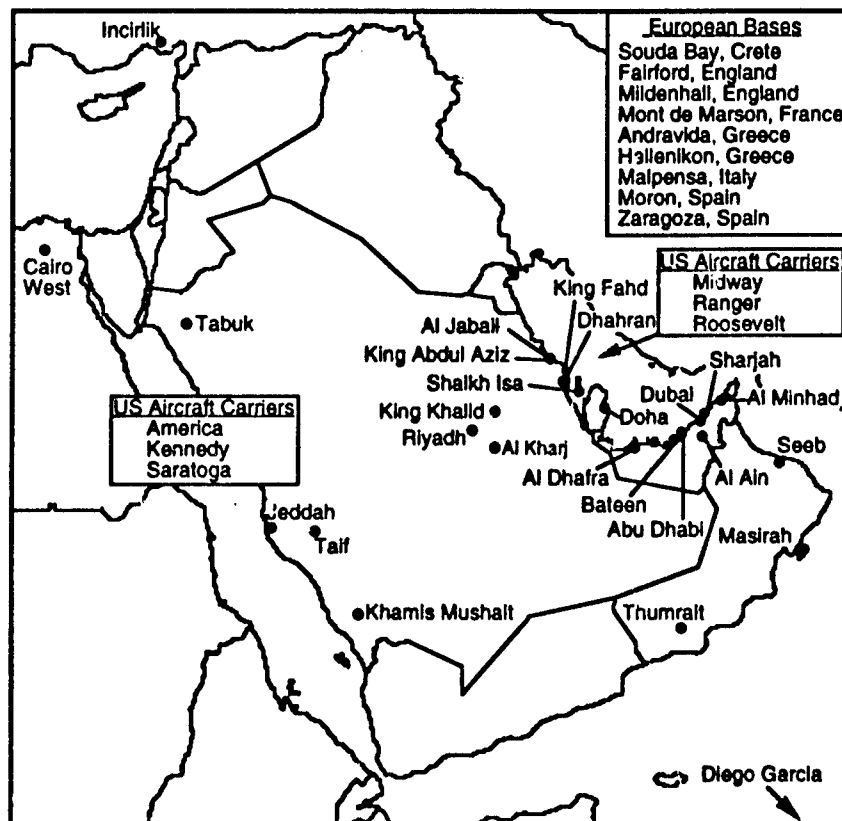 Incirlik
European Bases
Souda Bay, Crete
Fairford, England
Mildenhall, England
Mont de Marson, France
Andravida, Greece
Hellenikon, Greece
Malpensa, Italy
Moron, Spain
Zaragoza, Spain
Cairo
West
US Aircraft Carriers
Midway
Ranger
Roosevelt
King Fahd
Dhahran
Tabuk
Al Jabail
King Abdul Aziz
Shaikh Isa
Sharjah
Dubai
Al Minhad
US Aircraft Carriers
America
Kennedy
Saratoga
King Khalid
Doha
Riyadh
Al Kharj
Seeb
Al Dhafra
Al Ain
Bateen
Abu Dhabi
Jeddah
Taif
Masirah
Khamis Mushait
Thumrait
Diego Garcia